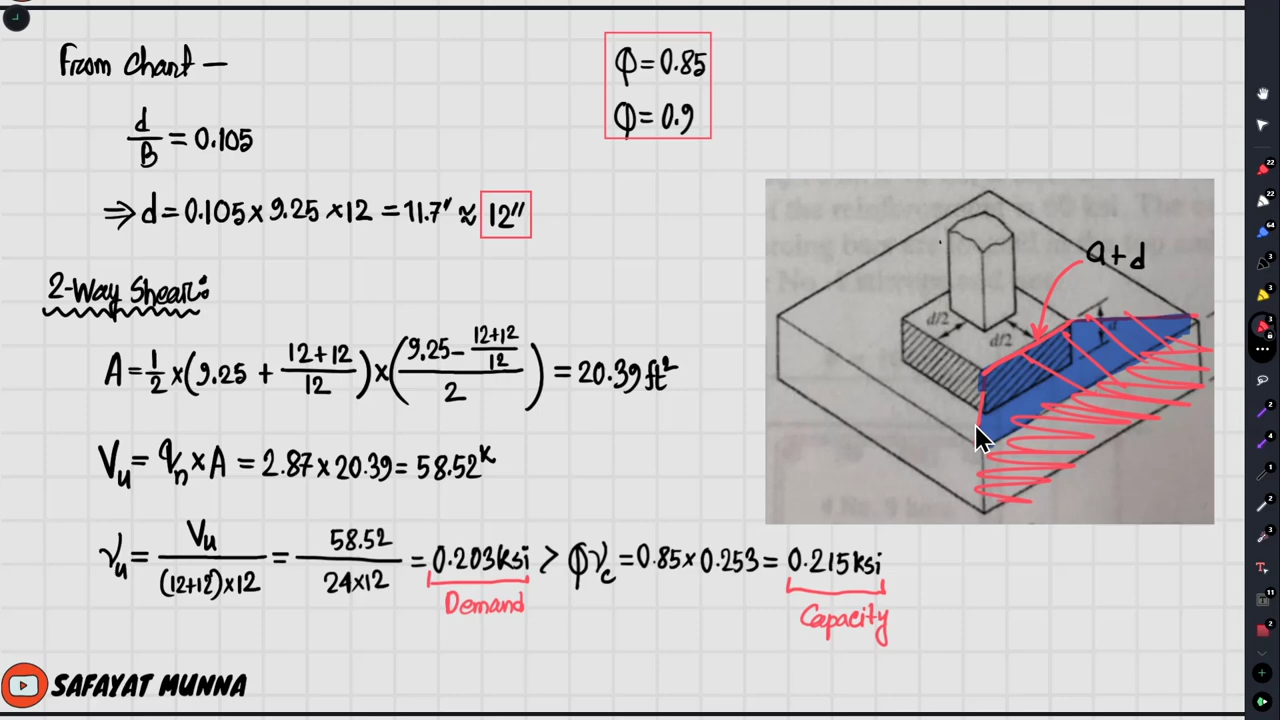 From Chart —
d/B = 0.105
⇒ d = 0.105 × 9.25 × 12 = 11.7" ≈ 12"
φ = 0.85
φ = 0.9
2-Way Shear:
A = 1/2 × (9.25 + (12+12)/12) × ((9.25 - (12+12)/12)/2) = 20.39 ft²
Vu = qn × A = 2.87 × 20.39 = 58.52 k
νu = Vu/((12+12)×12) = 58.52/(24×12) = 0.203 ksi > φνc = 0.85 × 0.253 = 0.215 ksi
Demand
Capacity
a+d
d/2
d/2
d
SAFAYAT MUNNA